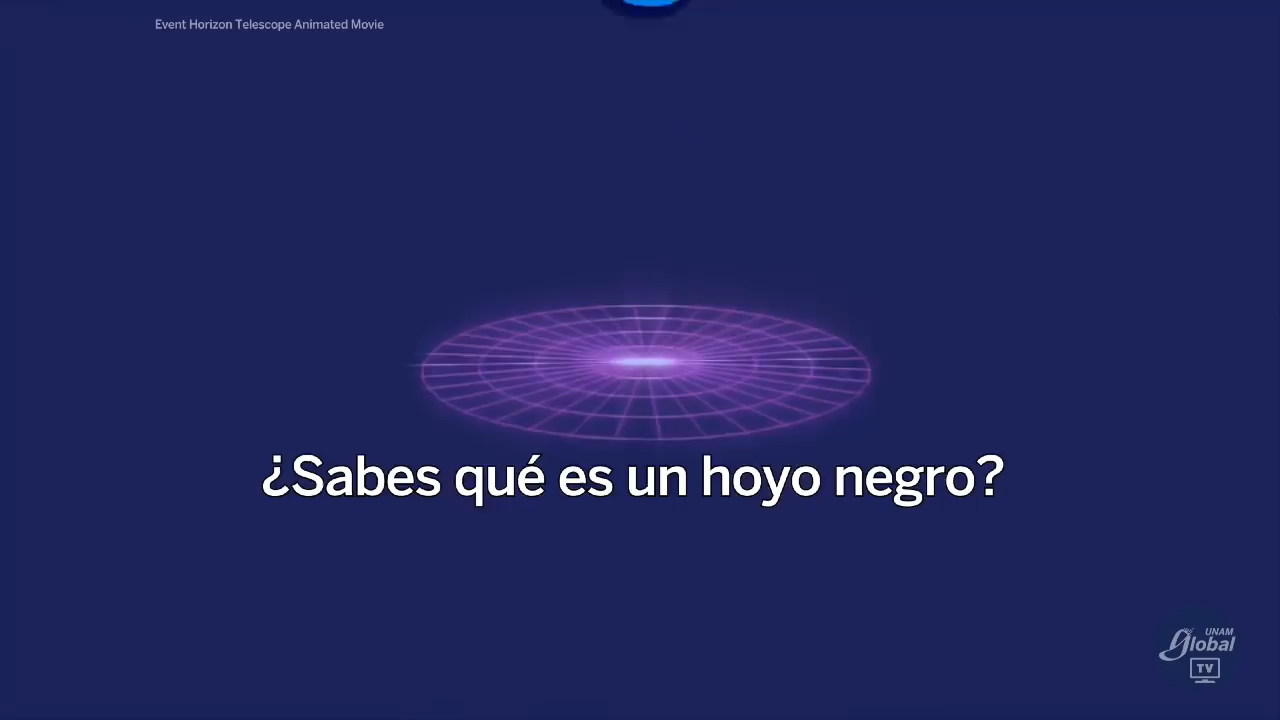 Event Horizon Telescope Animated Movie
¿Sabes qué es un hoyo negro?
UNAM
global
TV